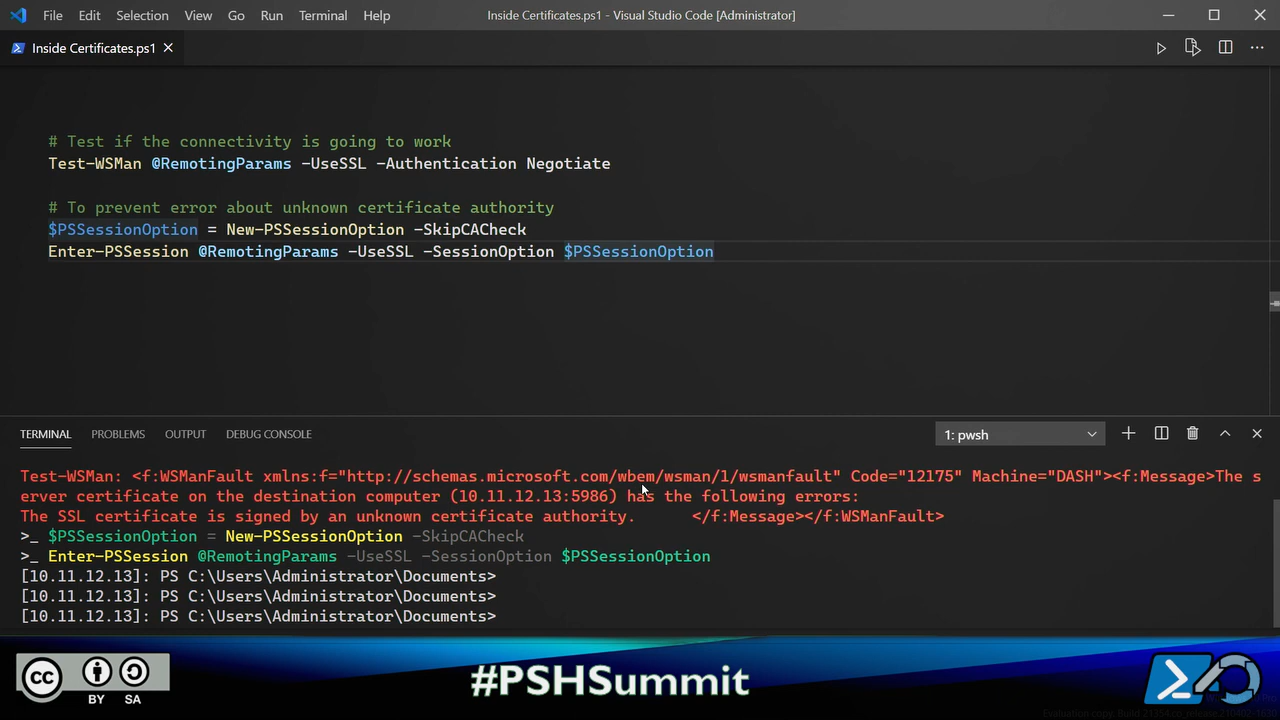 File Edit Selection View Go Run Terminal Help Inside Certificates.ps1 - Visual Studio Code [Administrator]
Inside Certificates.ps1
# Test if the connectivity is going to work
Test-WSMan @RemotingParams -UseSSL -Authentication Negotiate
# To prevent error about unknown certificate authority
$PSSessionOption = New-PSSessionOption -SkipCACheck
Enter-PSSession @RemotingParams -UseSSL -SessionOption $PSSessionOption
TERMINAL PROBLEMS OUTPUT DEBUG CONSOLE 1: pwsh
Test-WSMan: <f:WSManFault xmlns:f="http://schemas.microsoft.com/wbem/wsman/1/wsmanfault" Code="12175" Machine="DASH"><f:Message>The s
erver certificate on the destination computer (10.11.12.13:5986) has the following errors:
The SSL certificate is signed by an unknown certificate authority.      </f:Message></f:WSManFault>
>_ $PSSessionOption = New-PSSessionOption -SkipCACheck
>_ Enter-PSSession @RemotingParams -UseSSL -SessionOption $PSSessionOption
[10.11.12.13]: PS C:\Users\Administrator\Documents>
[10.11.12.13]: PS C:\Users\Administrator\Documents>
[10.11.12.13]: PS C:\Users\Administrator\Documents>
#PSHSummit
CC
BY SA